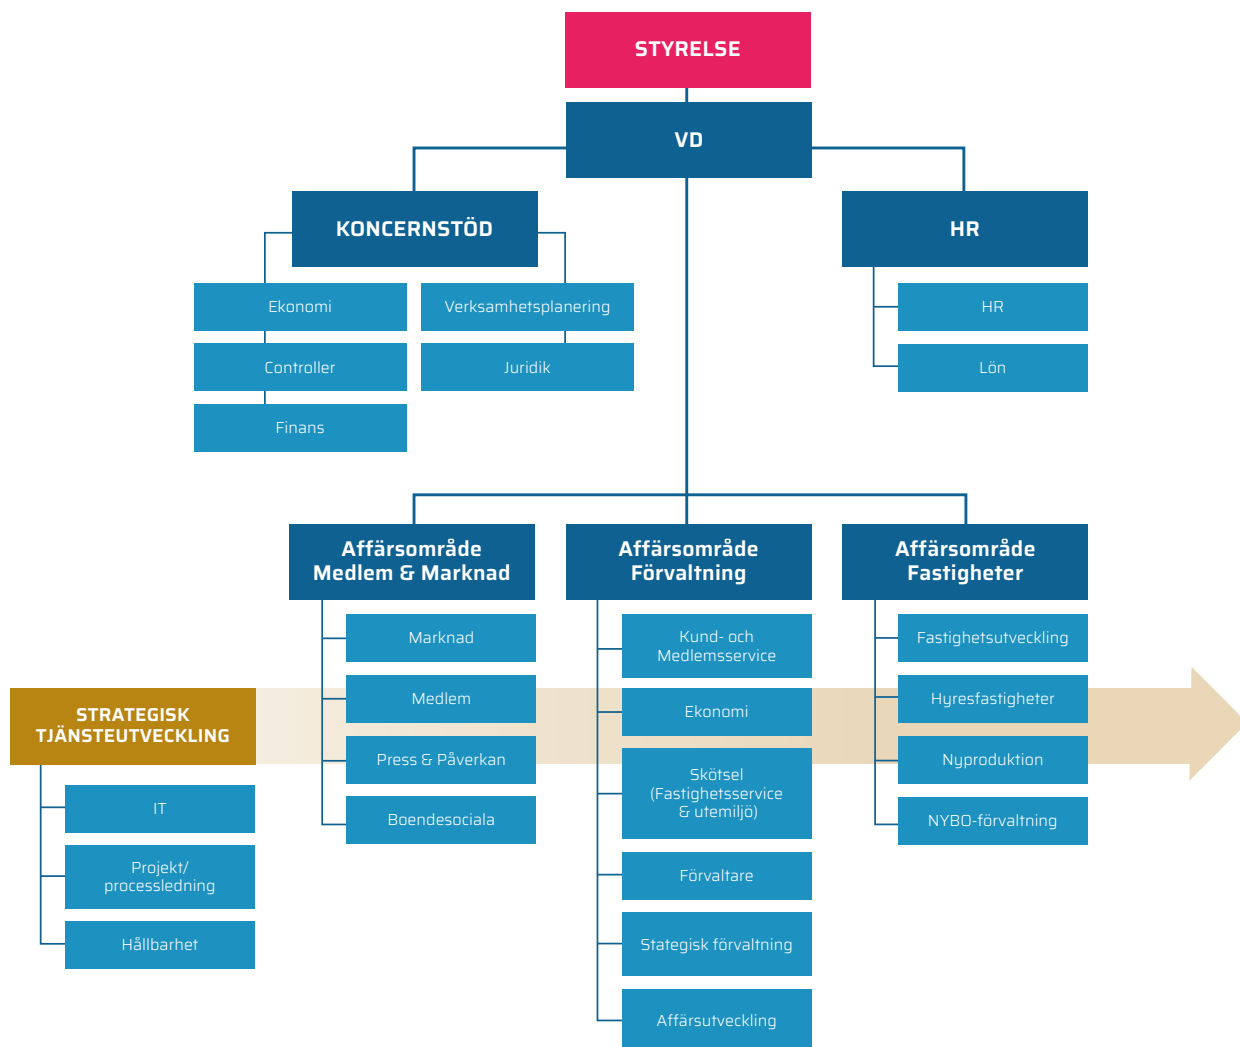 STYRELSE
VD
KONCERNSTÖD
Ekonomi
Controller
Finans
Verksamhetsplanering
Juridik
HR
HR
Lön
Affärsområde
Medlem & Marknad
Marknad
Medlem
Press & Påverkan
Boendesociala
Affärsområde
Förvaltning
Kund- och
Medlemsservice
Ekonomi
Skötsel
(Fastighetsservice
& utemiljö)
Förvaltare
Stategisk förvaltning
Affärsutveckling
Affärsområde
Fastigheter
Fastighetsutveckling
Hyresfastigheter
Nyproduktion
NYBO-förvaltning
STRATEGISK
TJÄNSTEUTVECKLING
IT
Projekt/
processledning
Hållbarhet